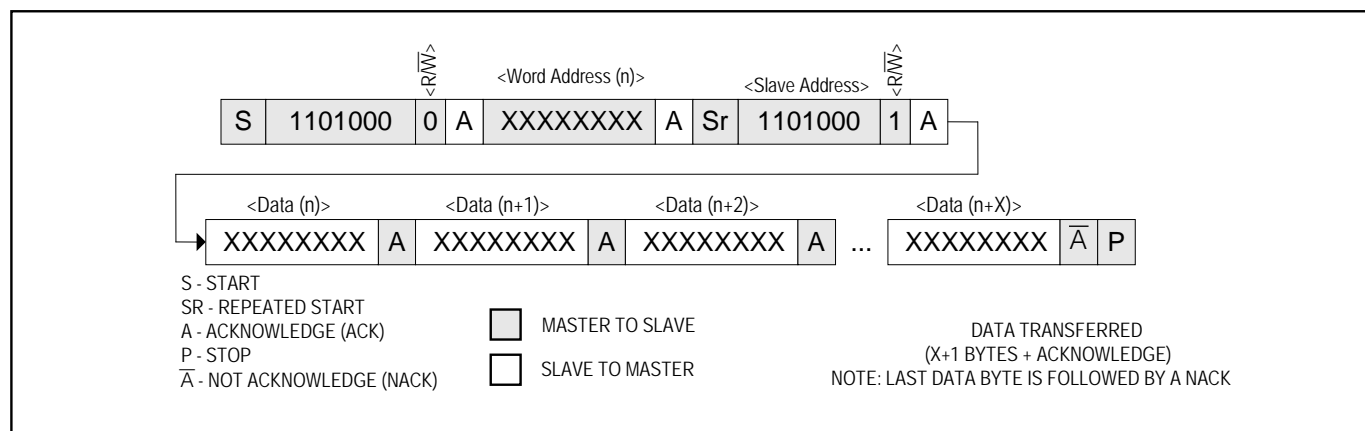 <R/W̅>
<Word Address (n)>
<Slave Address>
<R/W̅>
S 1101000 0 A XXXXXXXX A Sr 1101000 1 A
<Data (n)> <Data (n+1)> <Data (n+2)> <Data (n+X)>
XXXXXXXX A XXXXXXXX A XXXXXXXX A ... XXXXXXXX A̅ P
S - START
SR - REPEATED START
A - ACKNOWLEDGE (ACK)
P - STOP
A̅ - NOT ACKNOWLEDGE (NACK)
MASTER TO SLAVE
SLAVE TO MASTER
DATA TRANSFERRED
(X+1 BYTES + ACKNOWLEDGE)
NOTE: LAST DATA BYTE IS FOLLOWED BY A NACK